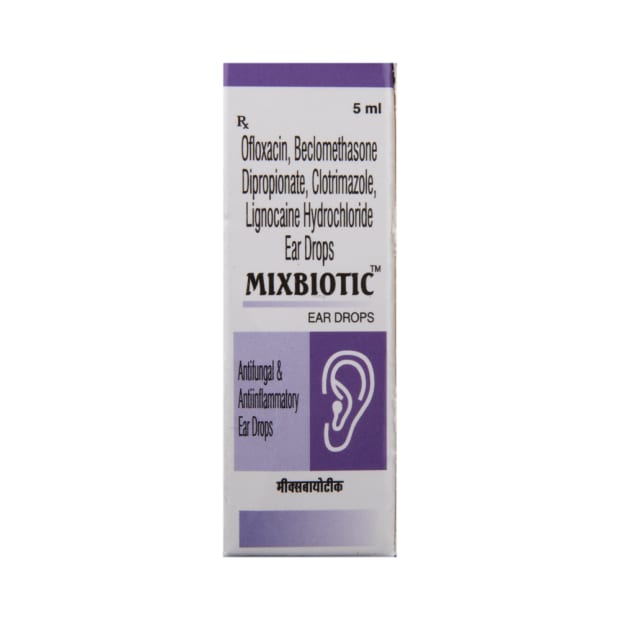 5 ml
Rx
Ofloxacin, Beclomethasone
Dipropionate, Clotrimazole,
Lignocaine Hydrochloride
Ear Drops
MIXBIOTIC™
EAR DROPS
Antifungal &
Antiinflammatory
Ear Drops
मीक्सबायोटीक